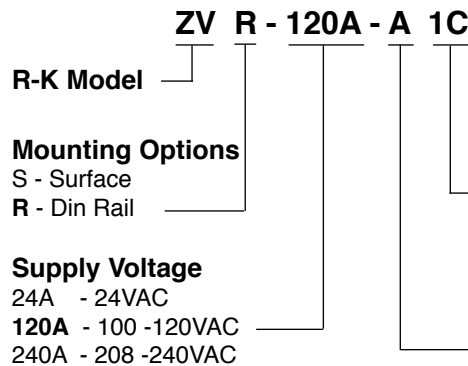 ZV R - 120A - A 1C
R-K Model
Mounting Options
S - Surface
R - Din Rail
Supply Voltage
24A - 24VAC
120A - 100 -120VAC
240A - 208 -240VAC